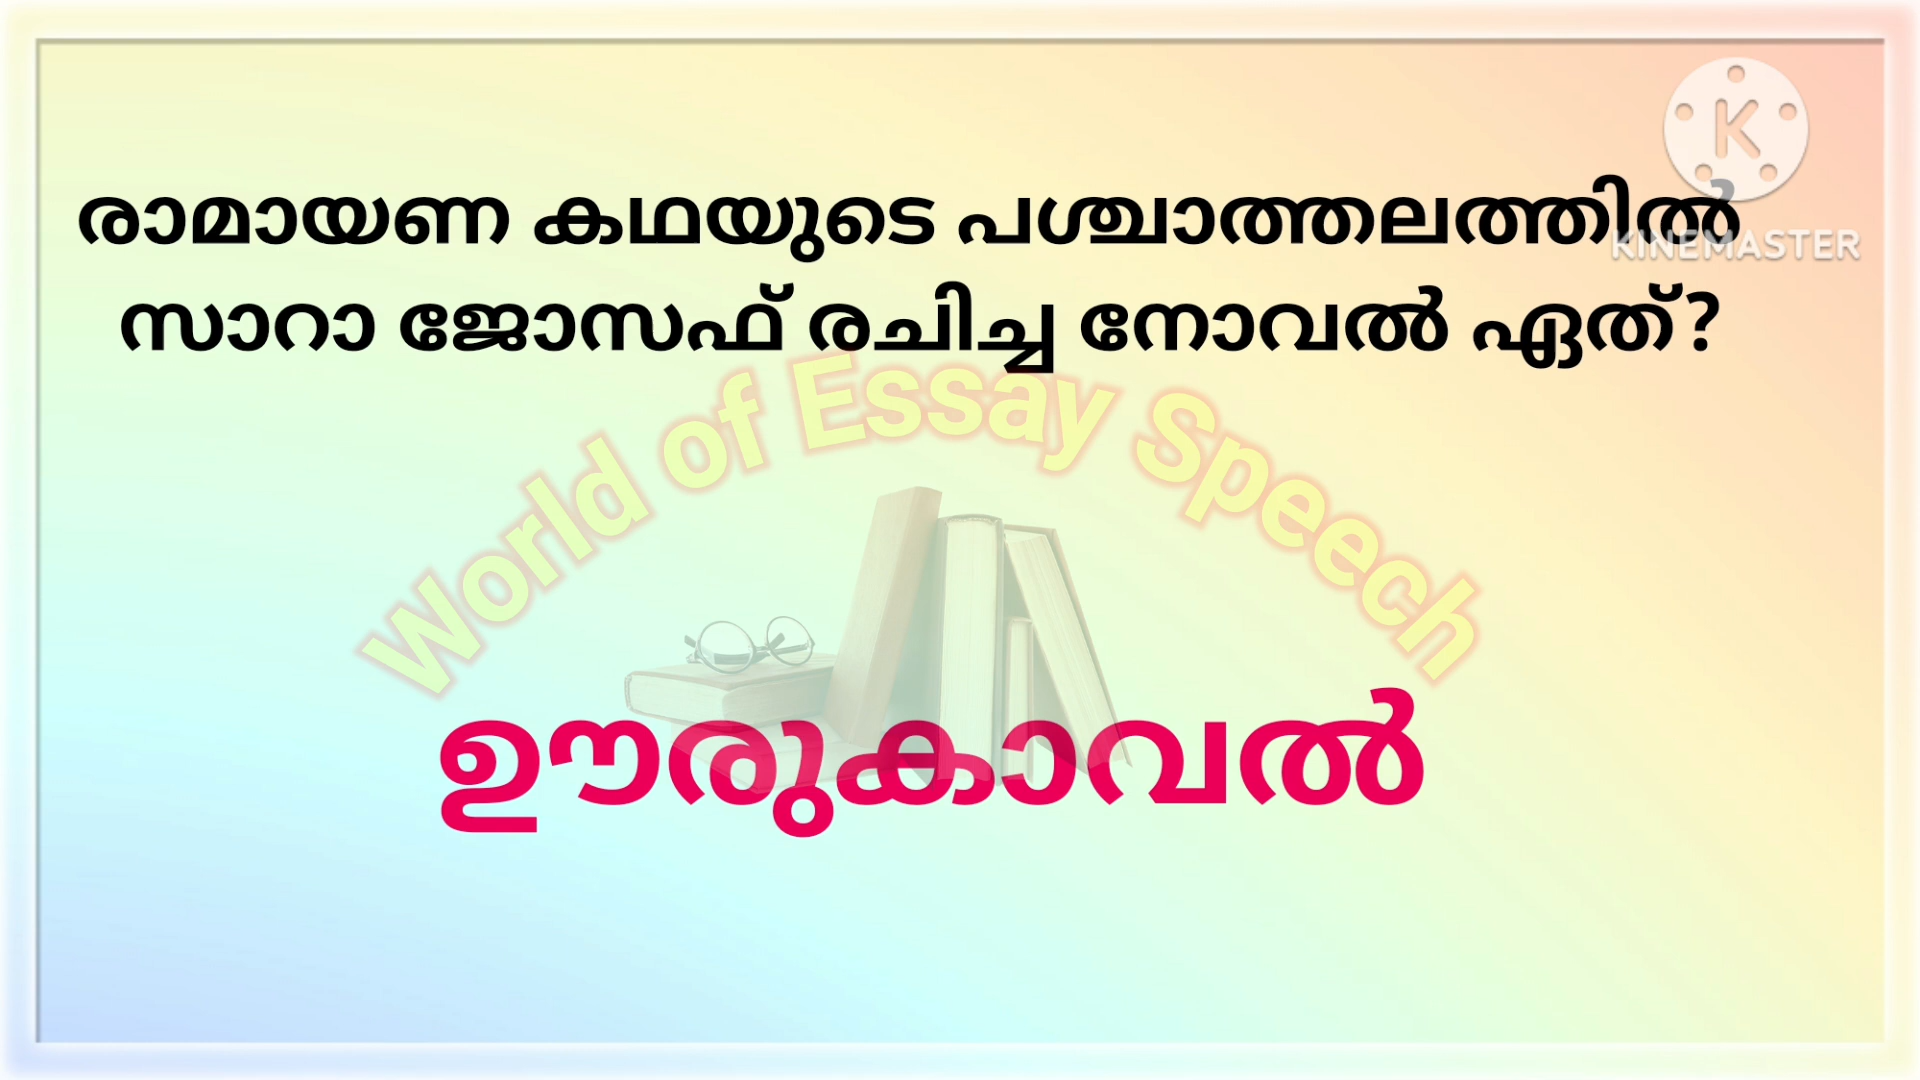 K
രാമായണ കഥയുടെ പശ്ചാത്തലത്തിൽ
KINEMASTER
സാറാ ജോസഫ് രചിച്ച നോവൽ ഏത്?
World of Essay Speech
ഊരുകാവൽ